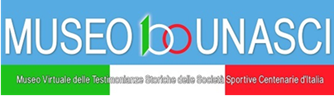 MUSEO 100 UNASCI
Museo Virtuale delle Testimonianze Storiche delle Società Sportive Centenarie d'Italia